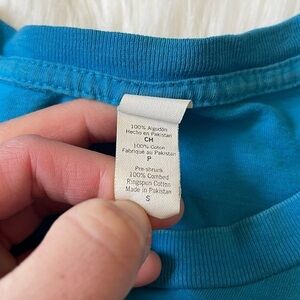 100% Algodón
Hecho en Pakistan
CH
100% Coton
Fabriqué au Pakistan
P
Pre-shrunk
100% Combed
Ringspun Cotton
Made in Pakistan
S